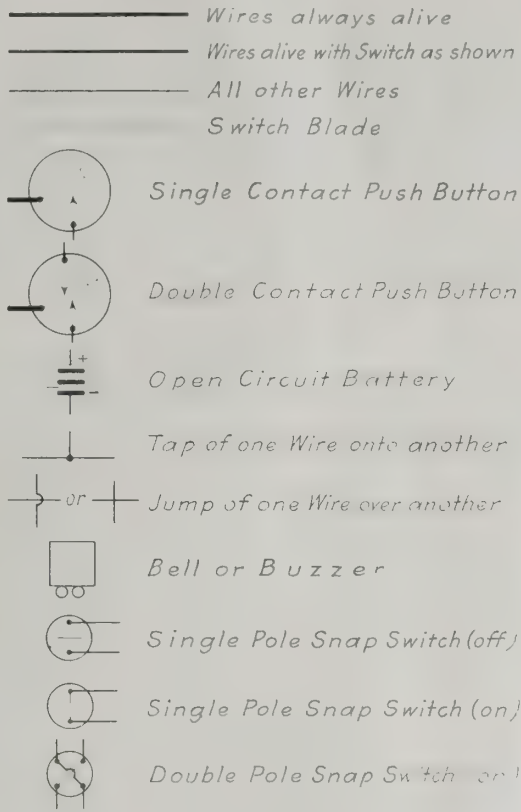 Wires always alive
Wires alive with Switch as shown
All other Wires
Switch Blade
Single Contact Push Button
Double Contact Push Button
+
Open Circuit Battery
–
Tap of one Wire onto another
or
Jump of one Wire over another
Bell or Buzzer
Single Pole Snap Switch (off)
Single Pole Snap Switch (on)
Double Pole Snap Switch